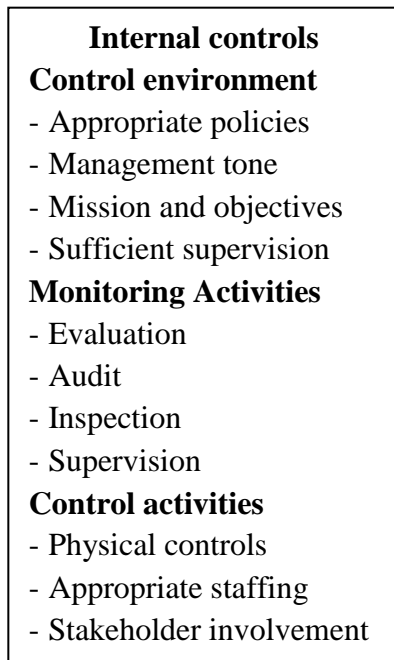 Internal controls
Control environment
- Appropriate policies
- Management tone
- Mission and objectives
- Sufficient supervision
Monitoring Activities
- Evaluation
- Audit
- Inspection
- Supervision
Control activities
- Physical controls
- Appropriate staffing
- Stakeholder involvement